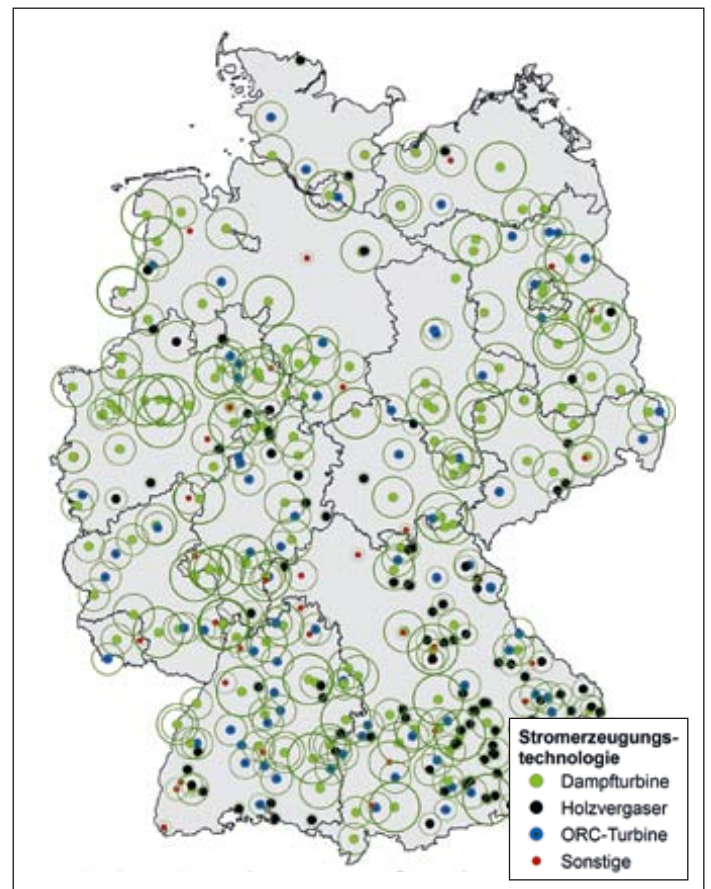 Stromerzeugungs-
technologie
Dampfturbine
Holzvergaser
ORC-Turbine
Sonstige